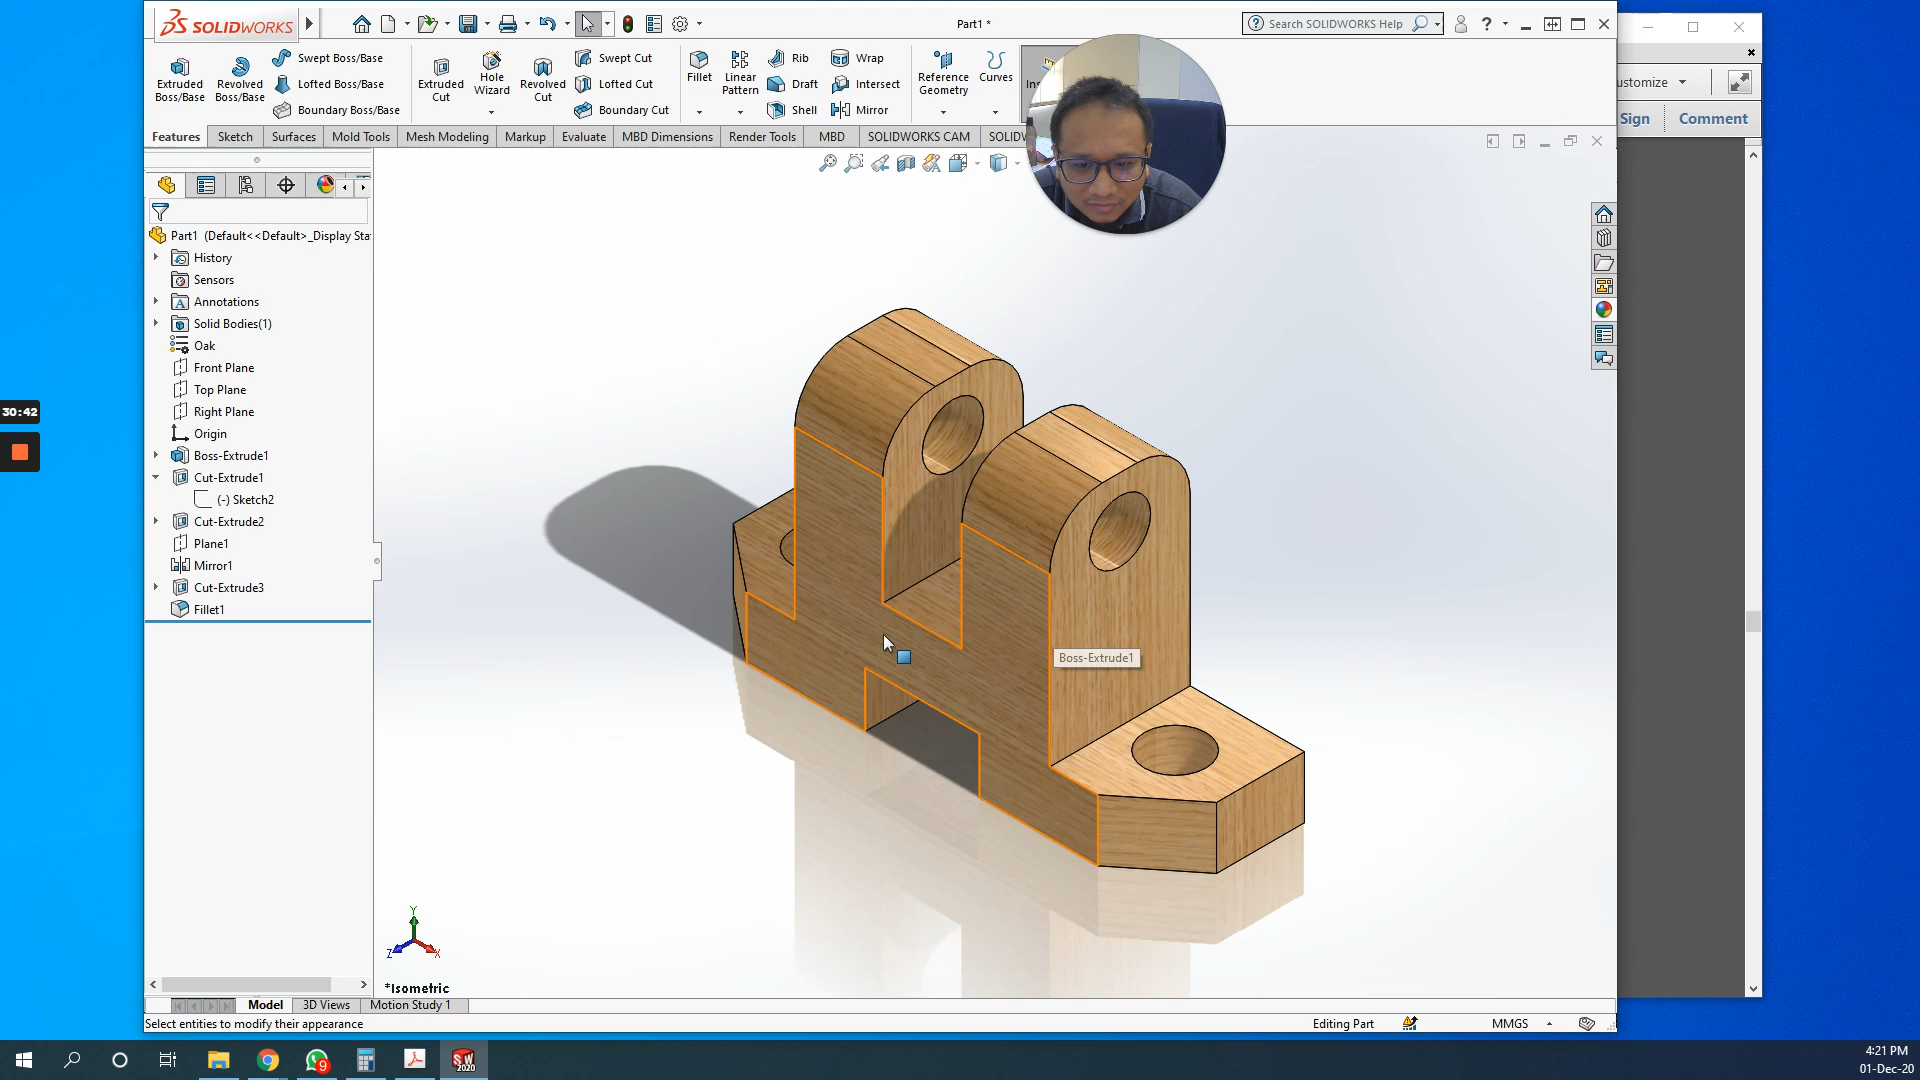 SOLIDWORKS
Part1 *
Search SOLIDWORKS Help
?
Extruded
Boss/Base
Revolved
Boss/Base
Swept Boss/Base
Lofted Boss/Base
Boundary Boss/Base
Extruded
Cut
Hole
Wizard
Revolved
Cut
Swept Cut
Lofted Cut
Boundary Cut
Fillet
Linear
Pattern
Rib
Draft
Shell
Wrap
Intersect
Mirror
Reference
Geometry
Curves
Features
Sketch
Surfaces
Mold Tools
Mesh Modeling
Markup
Evaluate
MBD Dimensions
Render Tools
MBD
SOLIDWORKS CAM
SOLIDW
ustomize
Sign
Comment
Part1 (Default<<Default>_Display Sta
History
Sensors
Annotations
Solid Bodies(1)
Oak
Front Plane
Top Plane
Right Plane
Origin
Boss-Extrude1
Cut-Extrude1
(-) Sketch2
Cut-Extrude2
Plane1
Mirror1
Cut-Extrude3
Fillet1
30:42
Boss-Extrude1
Y
Z
X
*Isometric
Model
3D Views
Motion Study 1
Select entities to modify their appearance
Editing Part
MMGS
9
SW
2020
4:21 PM
01-Dec-20